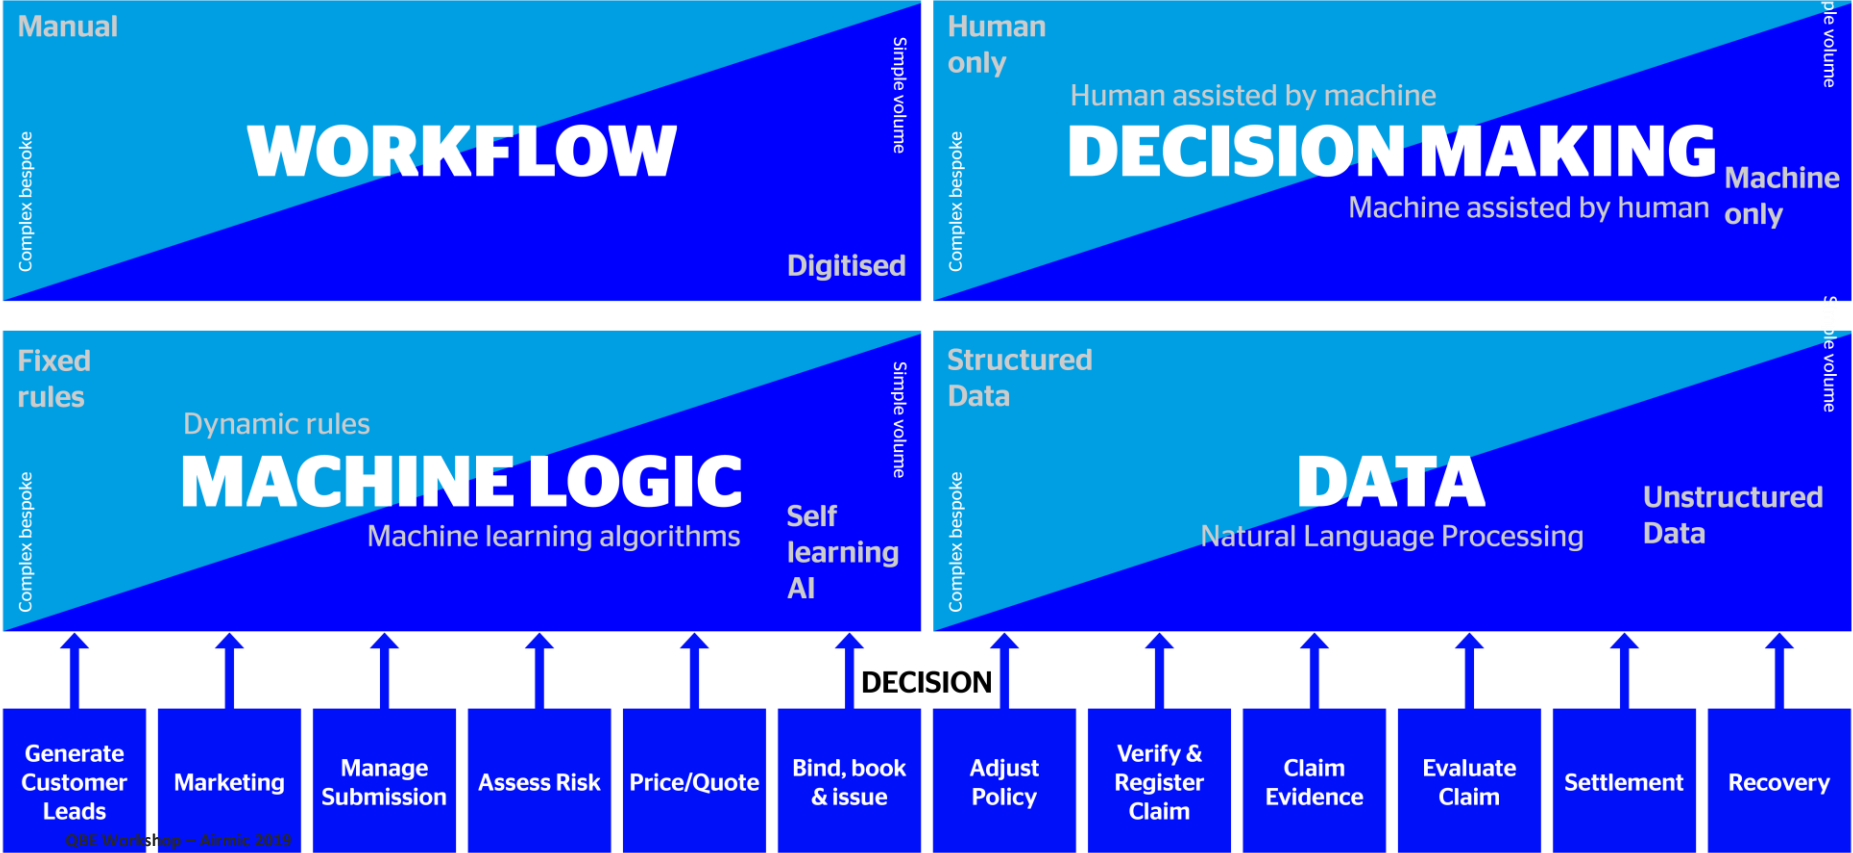 Manual
Simple volume
WORKFLOW
Complex bespoke
Digitised
Human
only
ple volume
Human assisted by machine
DECISION MAKING
Complex bespoke
Machine
only
Machine assisted by human
Fixed
rules
Simple volume
Dynamic rules
MACHINE LOGIC
Complex bespoke
Machine learning algorithms
Self
learning
AI
Structured
Data
S
ple volume
DATA
Complex bespoke
Natural Language Processing
Unstructured
Data
DECISION
Generate
Customer
Leads
Marketing
Manage
Submission
Assess Risk
Price/Quote
Bind, book
& issue
Adjust
Policy
Verify &
Register
Claim
Claim
Evidence
Evaluate
Claim
Settlement
Recovery
QBE Workshop – Airmic 2019